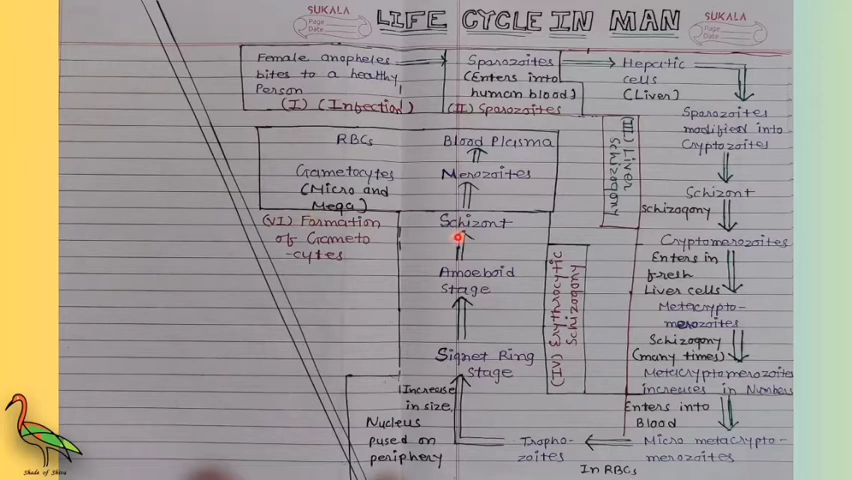 SUKALA
Page
Date
LIFE CYCLE IN MAN
SUKALA
Page
Date
Female anopheles
bites to a healthy
Person
(I) (Infection)
Sporozoites
(Enters into
human blood)
(II) Sporozoites
Hepatic
cells
(Liver)
Sporozoites
modified into
Cryptozoites
Schizont
Schizogony
Cryptomerozoites
Enters in
fresh
Liver cells
Metacrypto-
merozoites
Schizogony
(many times)
Metacryptomerozoites
increases in Numbers
Enters into
Blood
Micro metacrypto-
merozoites
In RBCs
Tropho-
zoites
(III) Liver
Schizogony
(IV) Erythrocytic
Schizogony
Increase
in size,
Nucleus
pused on
periphery
Signet Ring
Stage
Amoeboid
Stage
Schizont
Merozoites
Blood Plasma
RBCs
Gametocytes
(Micro and
Mega)
(VI) Formation
of Gameto
-cytes
Shade of Shiva